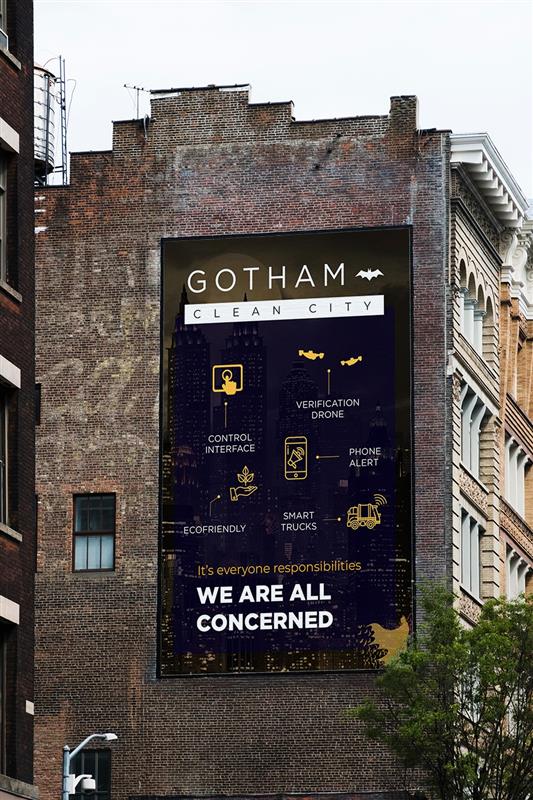 GOTHAM
CLEAN CITY
VERIFICATION
DRONE
CONTROL
INTERFACE
PHONE
ALERT
ECOFRIENDLY
SMART
TRUCKS
It's everyone responsibilities
WE ARE ALL
CONCERNED